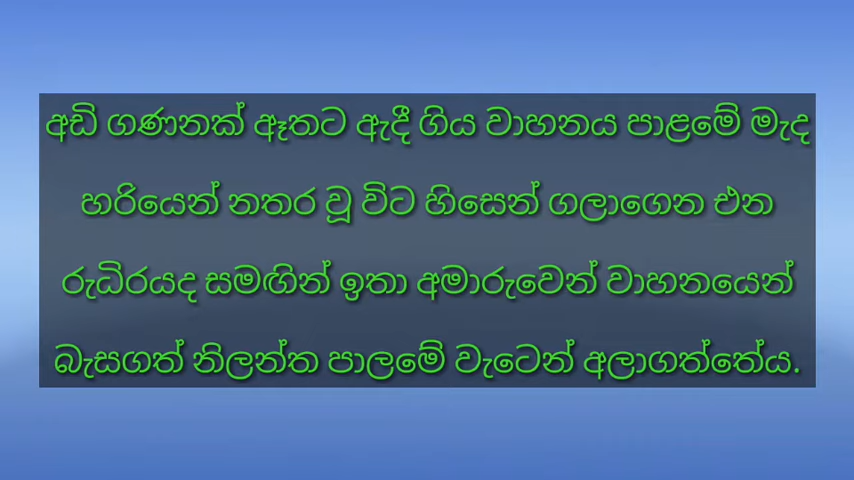 අඩි ගණනක් ඈතට ඇදී ගිය වාහනය පාළමේ මැද
හරියෙන් නතර වූ විට හිසෙන් ගලාගෙන එන
රුධිරයද සමඟින් ඉතා අමාරුවෙන් වාහනයෙන්
බැසගත් නිලන්ත පාලමේ වැටෙන් අලාගත්තේය.